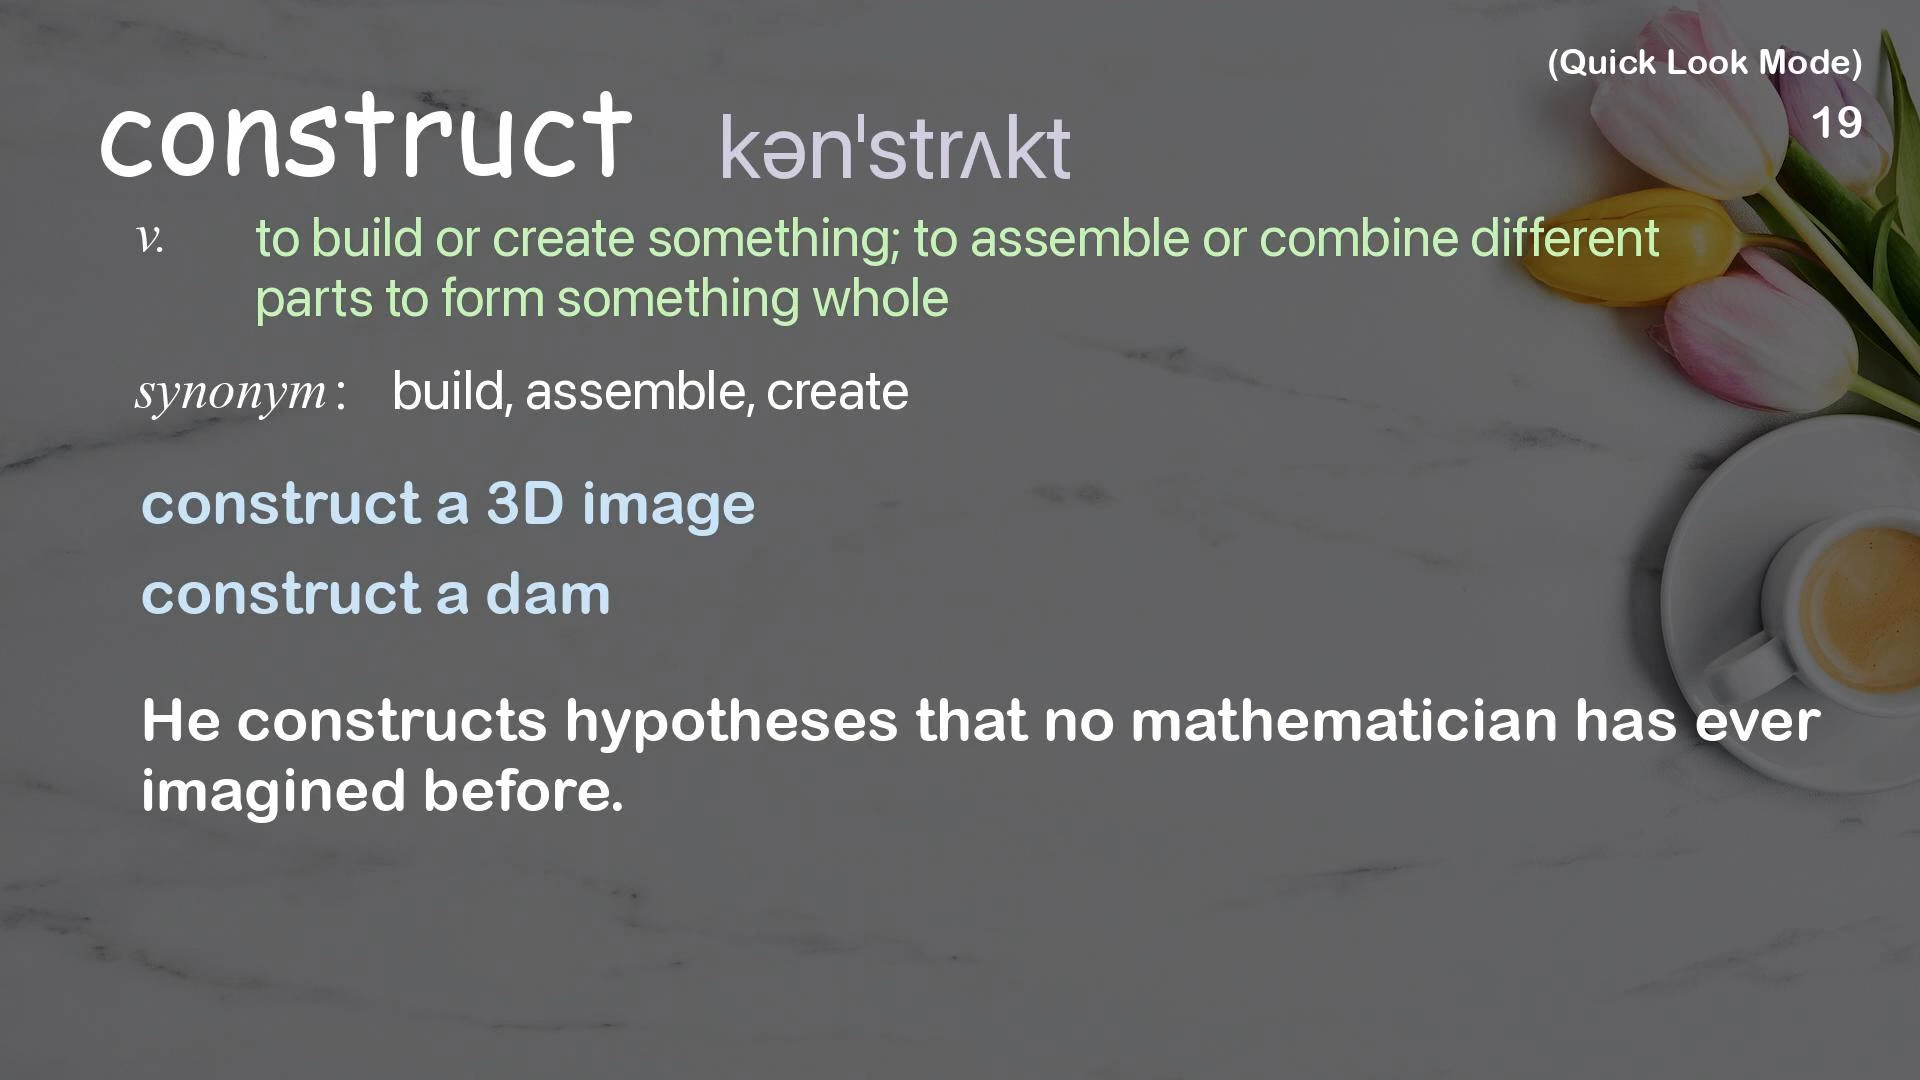 (Quick Look Mode)
19
construct kən'strʌkt
v. to build or create something; to assemble or combine different
parts to form something whole
synonym: build, assemble, create
construct a 3D image
construct a dam
He constructs hypotheses that no mathematician has ever
imagined before.